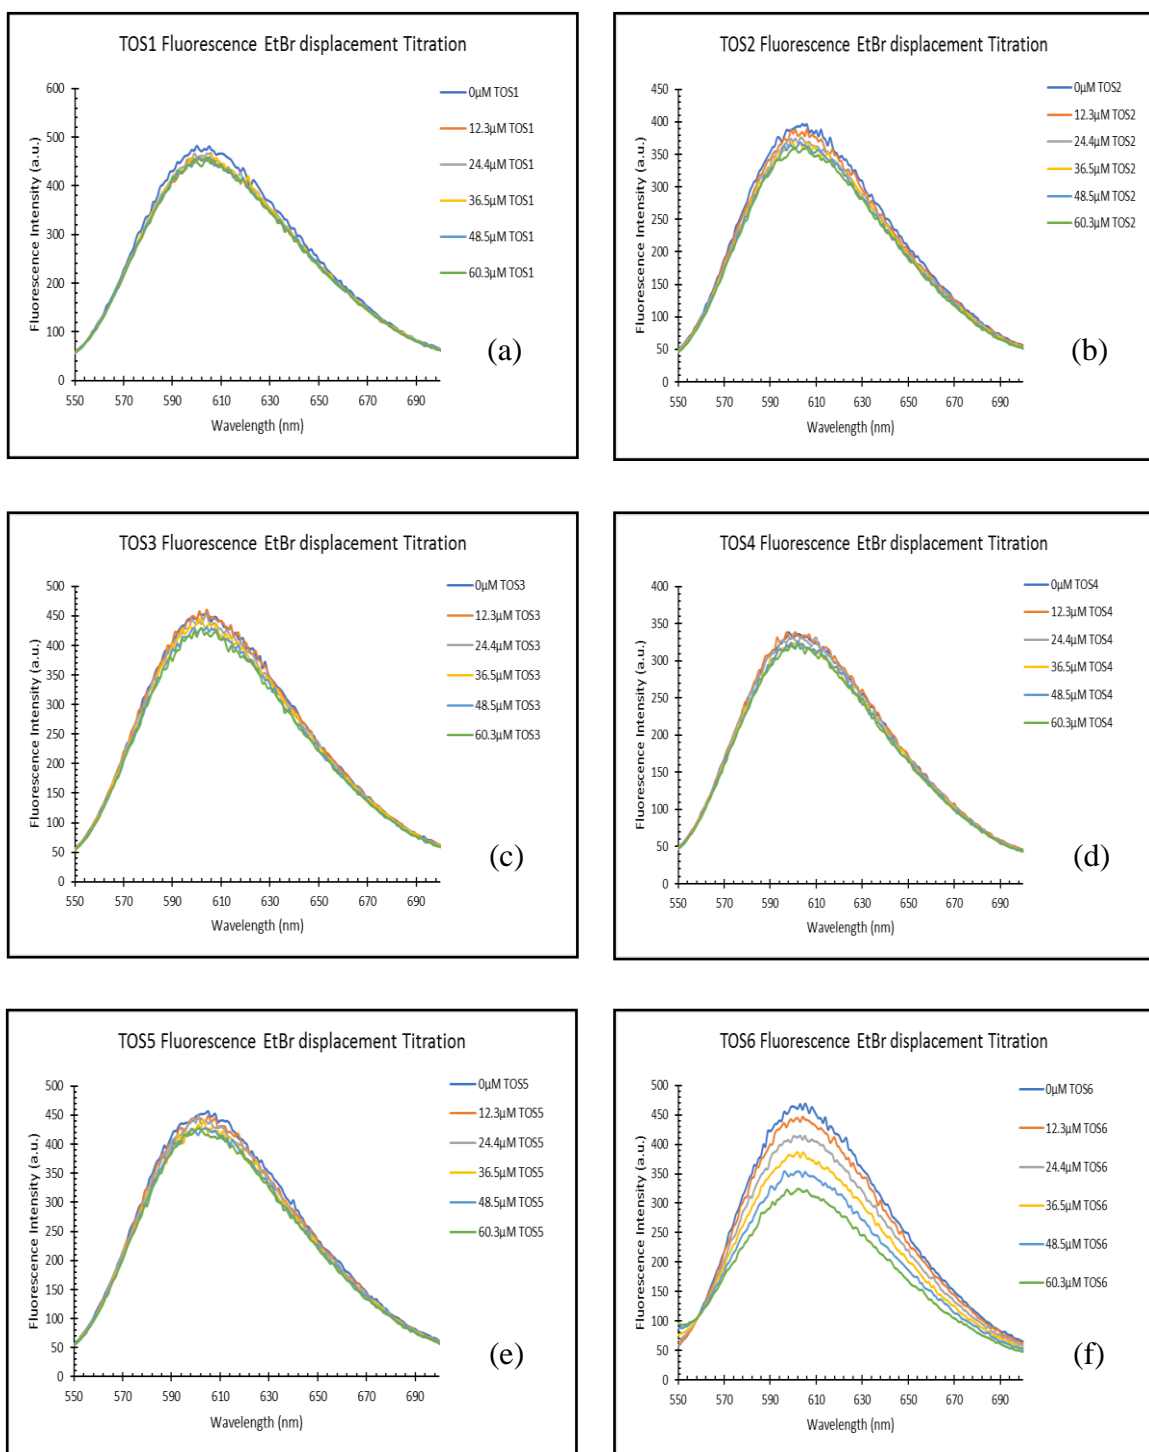 TOS1 Fluorescence EtBr displacement Titration
Fluorescence Intensity (a.u.)
600
500
400
300
200
100
0
550 570 590 610 630 650 670 690
Wavelength (nm)
0µM TOS1
12.3µM TOS1
24.4µM TOS1
36.5µM TOS1
48.5µM TOS1
60.3µM TOS1
(a)
TOS2 Fluorescence EtBr displacement Titration
Fluorescence Intensity (a.u.)
450
400
350
300
250
200
150
100
50
0
550 570 590 610 630 650 670 690
Wavelength (nm)
0µM TOS2
12.3µM TOS2
24.4µM TOS2
36.5µM TOS2
48.5µM TOS2
60.3µM TOS2
(b)
TOS3 Fluorescence EtBr displacement Titration
Fluorescence Intensity (a.u.)
500
450
400
350
300
250
200
150
100
50
0
550 570 590 610 630 650 670 690
Wavelength (nm)
0µM TOS3
12.3µM TOS3
24.4µM TOS3
36.5µM TOS3
48.5µM TOS3
60.3µM TOS3
(c)
TOS4 Fluorescence EtBr displacement Titration
Fluorescence Intensity (a.u.)
400
350
300
250
200
150
100
50
0
550 570 590 610 630 650 670 690
Wavelength (nm)
0µM TOS4
12.3µM TOS4
24.4µM TOS4
36.5µM TOS4
48.5µM TOS4
60.3µM TOS4
(d)
TOS5 Fluorescence EtBr displacement Titration
Fluorescence Intensity (a.u.)
500
450
400
350
300
250
200
150
100
50
0
550 570 590 610 630 650 670 690
Wavelength (nm)
0µM TOS5
12.3µM TOS5
24.4µM TOS5
36.5µM TOS5
48.5µM TOS5
60.3µM TOS5
(e)
TOS6 Fluorescence EtBr displacement Titration
Fluorescence Intensity (a.u.)
500
450
400
350
300
250
200
150
100
50
0
550 570 590 610 630 650 670 690
Wavelength (nm)
0µM TOS6
12.3µM TOS6
24.4µM TOS6
36.5µM TOS6
48.5µM TOS6
60.3µM TOS6
(f)